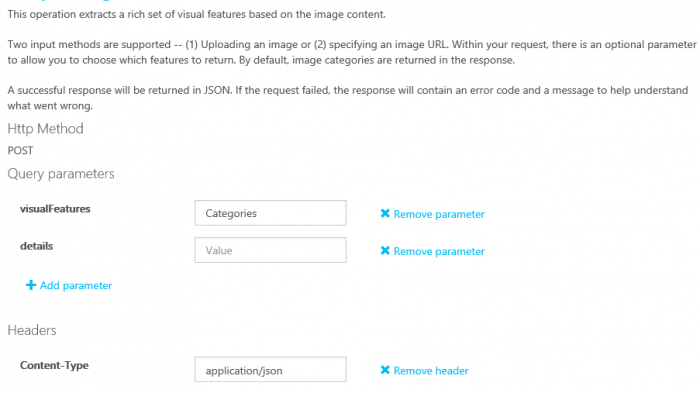 This operation extracts a rich set of visual features based on the image content.
Two input methods are supported -- (1) Uploading an image or (2) specifying an image URL. Within your request, there is an optional parameter
to allow you to choose which features to return. By default, image categories are returned in the response.
A successful response will be returned in JSON. If the request failed, the response will contain an error code and a message to help understand
what went wrong.
Http Method
POST
Query parameters
visualFeatures Categories Remove parameter
details Value Remove parameter
Add parameter
Headers
Content-Type application/json Remove header